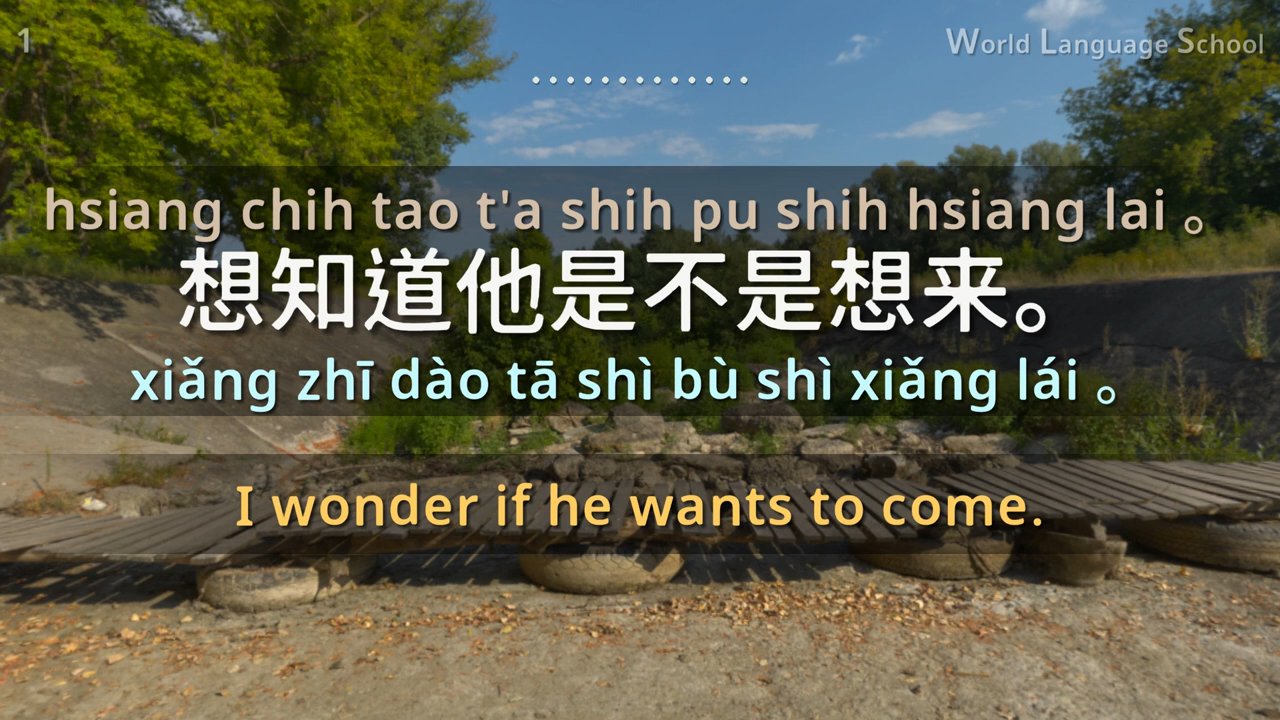 1
World Language School
hsiang chih tao t'a shih pu shih hsiang lai 。
想知道他是不是想来。
xiǎng zhī dào tā shì bù shì xiǎng lái 。
I wonder if he wants to come.